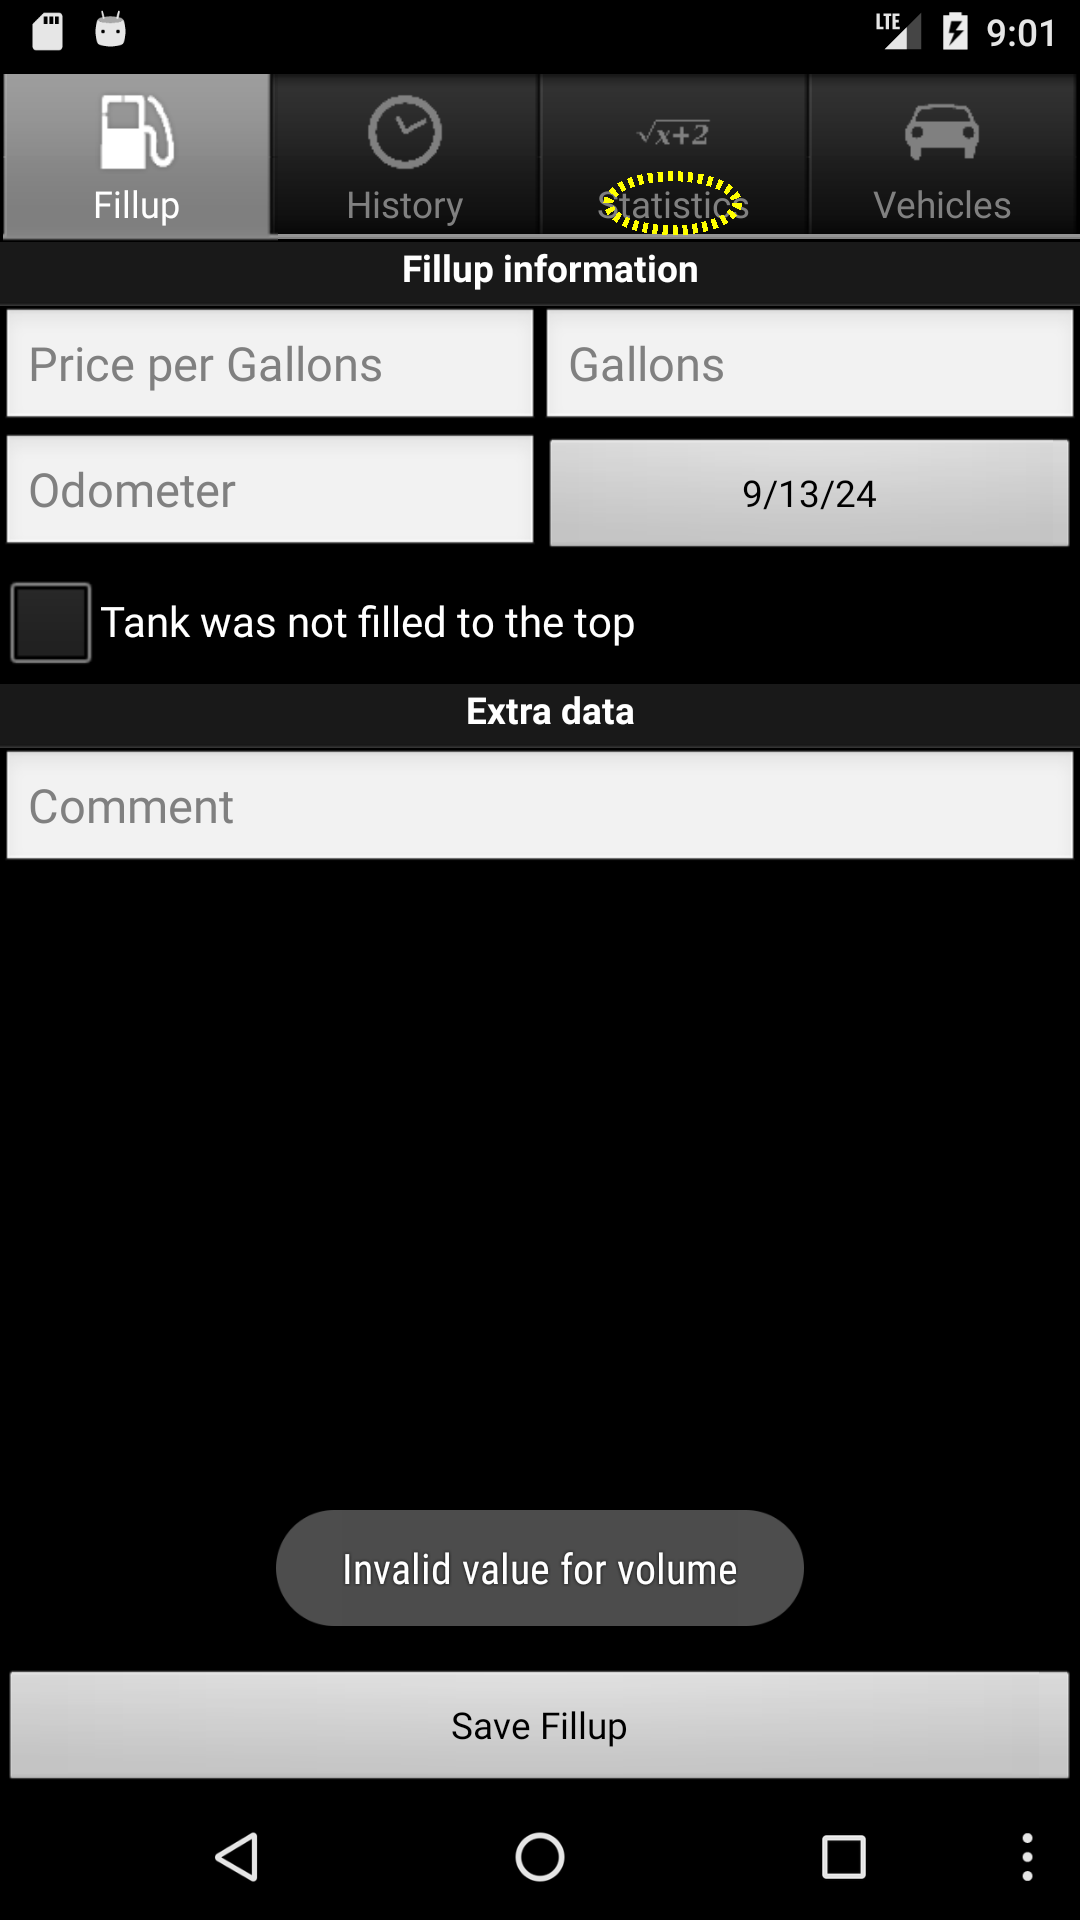 LTE 9:01
√x+2
Fillup History Statistics Vehicles
Fillup information
Price per Gallons Gallons
Odometer 9/13/24
Tank was not filled to the top
Extra data
Comment
Invalid value for volume
Save Fillup